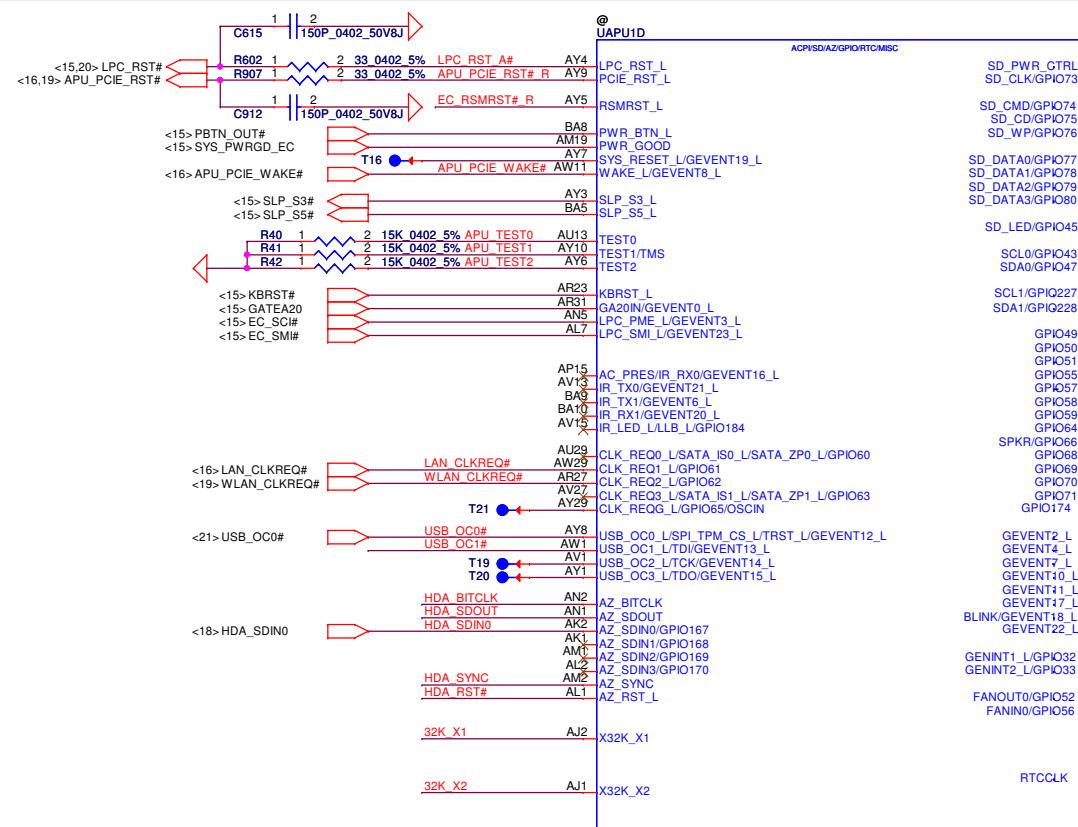 @
UAPU1D
ACPI/SD/AZ/GPIO/RTC/MISC
1 2
C615 150P_0402_50V8J
<15,20> LPC_RST# R602 1 2 33_0402_5% LPC_RST_A# AY4 LPC_RST_L SD_PWR_CTRL
<16,19> APU_PCIE_RST# R907 1 2 33_0402_5% APU_PCIE_RST#_R AY9 PCIE_RST_L SD_CLK/GPIO73
1 2
C912 150P_0402_50V8J
EC_RSMRST#_R AY5 RSMRST_L SD_CMD/GPIO74
SD_CD/GPIO75
<15> PBTN_OUT# BA8 PWR_BTN_L SD_WP/GPIO76
<15> SYS_PWRGD_EC AM19 PWR_GOOD
T16 AY7 SYS_RESET_L/GEVENT19_L SD_DATA0/GPIO77
<16> APU_PCIE_WAKE# APU_PCIE_WAKE# AW11 WAKE_L/GEVENT8_L SD_DATA1/GPIO78
SD_DATA2/GPIO79
<15> SLP_S3# AY3 SLP_S3_L SD_DATA3/GPIO80
<15> SLP_S5# BA5 SLP_S5_L
SD_LED/GPIO45
R40 1 2 15K_0402_5% APU_TEST0 AU13 TEST0
R41 1 2 15K_0402_5% APU_TEST1 AY10 TEST1/TMS SCL0/GPIO43
R42 1 2 15K_0402_5% APU_TEST2 AY6 TEST2 SDA0/GPIO47
<15> KBRST# AR23 KBRST_L SCL1/GPIO227
<15> GATEA20 AR31 GA20IN/GEVENT0_L SDA1/GPIO228
<15> EC_SCI# AN5 LPC_PME_L/GEVENT3_L
<15> EC_SMI# AL7 LPC_SMI_L/GEVENT23_L GPIO49
GPIO50
GPIO51
AP15 AC_PRES/IR_RX0/GEVENT16_L GPIO55
AV13 IR_TX0/GEVENT21_L GPIO57
BA9 IR_TX1/GEVENT6_L GPIO58
BA10 IR_RX1/GEVENT20_L GPIO59
AV15 IR_LED_L/LLB_L/GPIO184 GPIO64
SPKR/GPIO66
AU29 CLK_REQ0_L/SATA_IS0_L/SATA_ZP0_L/GPIO60 GPIO68
<16> LAN_CLKREQ# LAN_CLKREQ# AW29 CLK_REQ1_L/GPIO61 GPIO69
<19> WLAN_CLKREQ# WLAN_CLKREQ# AR27 CLK_REQ2_L/GPIO62 GPIO70
AV27 CLK_REQ3_L/SATA_IS1_L/SATA_ZP1_L/GPIO63 GPIO71
T21 AY29 CLK_REQG_L/GPIO65/OSCIN GPIO174
<21> USB_OC0# USB_OC0# AY8 USB_OC0_L/SPI_TPM_CS_L/TRST_L/GEVENT12_L GEVENT2_L
USB_OC1# AW1 USB_OC1_L/TDI/GEVENT13_L GEVENT4_L
T19 AV1 USB_OC2_L/TCK/GEVENT14_L GEVENT7_L
T20 AY1 USB_OC3_L/TDO/GEVENT15_L GEVENT10_L
GEVENT11_L
HDA_BITCLK AN2 AZ_BITCLK GEVENT17_L
HDA_SDOUT AN1 AZ_SDOUT BLINK/GEVENT18_L
<18> HDA_SDIN0 HDA_SDIN0 AK2 AZ_SDIN0/GPIO167 GEVENT22_L
AK1 AZ_SDIN1/GPIO168
AM1 AZ_SDIN2/GPIO169 GENINT1_L/GPIO32
AL2 AZ_SDIN3/GPIO170 GENINT2_L/GPIO33
HDA_SYNC AM2 AZ_SYNC
HDA_RST# AL1 AZ_RST_L FANOUT0/GPIO52
FANIN0/GPIO56
32K_X1 AJ2 X32K_X1
RTCCLK
32K_X2 AJ1 X32K_X2